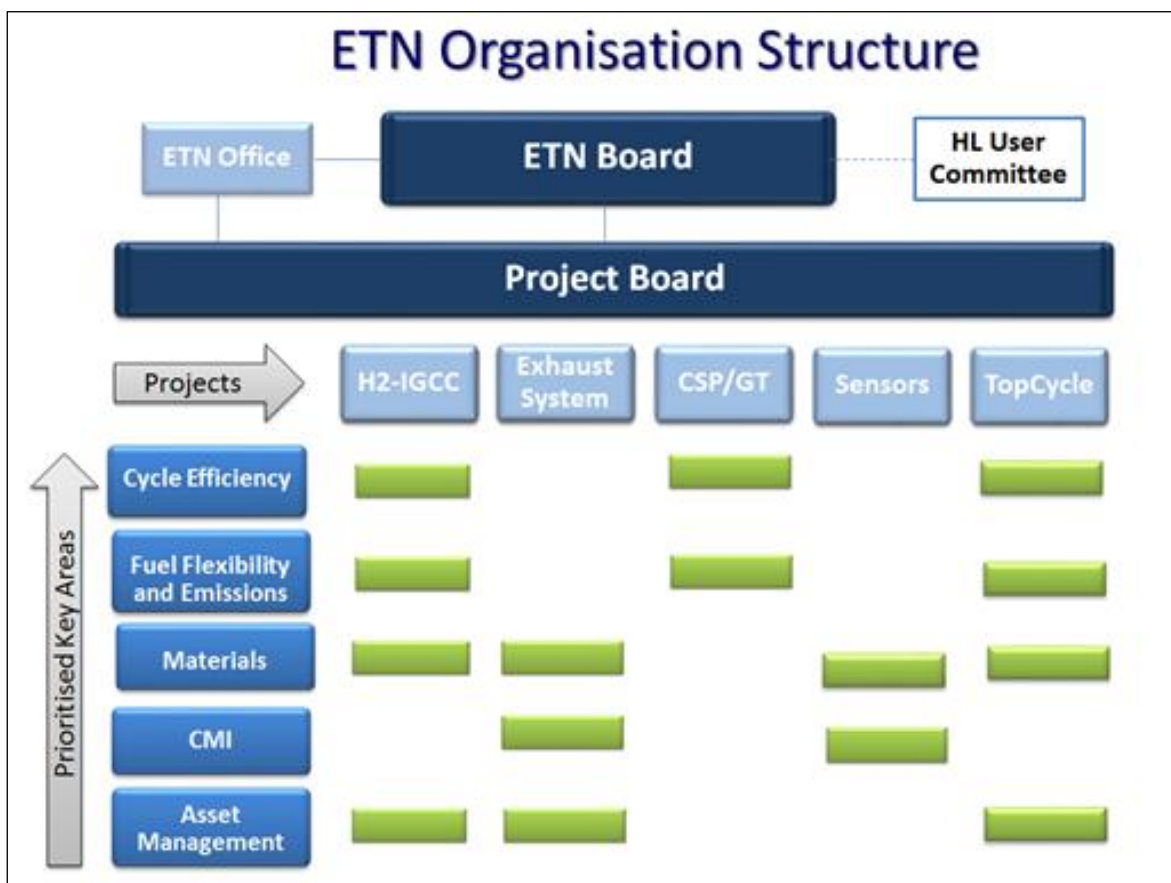 ETN Organisation Structure
ETN Office
ETN Board
HL User
Committee
Project Board
Projects
H2-IGCC
Exhaust
System
CSP/GT
Sensors
TopCycle
Prioritised Key Areas
Cycle Efficiency
Fuel Flexibility
and Emissions
Materials
CMI
Asset
Management